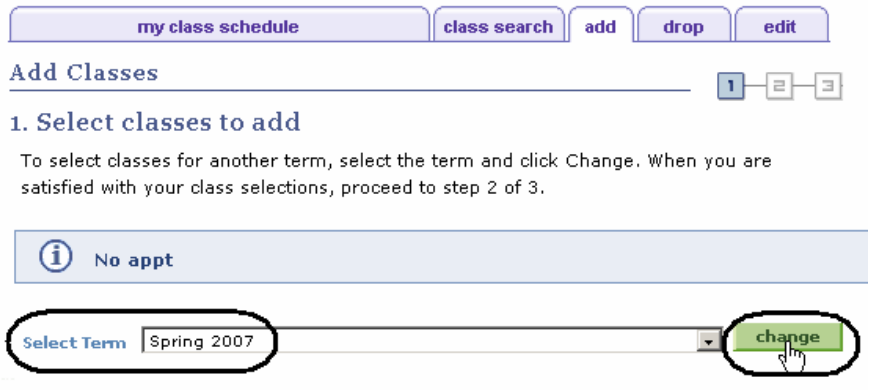 my class schedule class search add drop edit
Add Classes
1 2 3
1. Select classes to add
To select classes for another term, select the term and click Change. When you are
satisfied with your class selections, proceed to step 2 of 3.
i No appt
Select Term Spring 2007 change